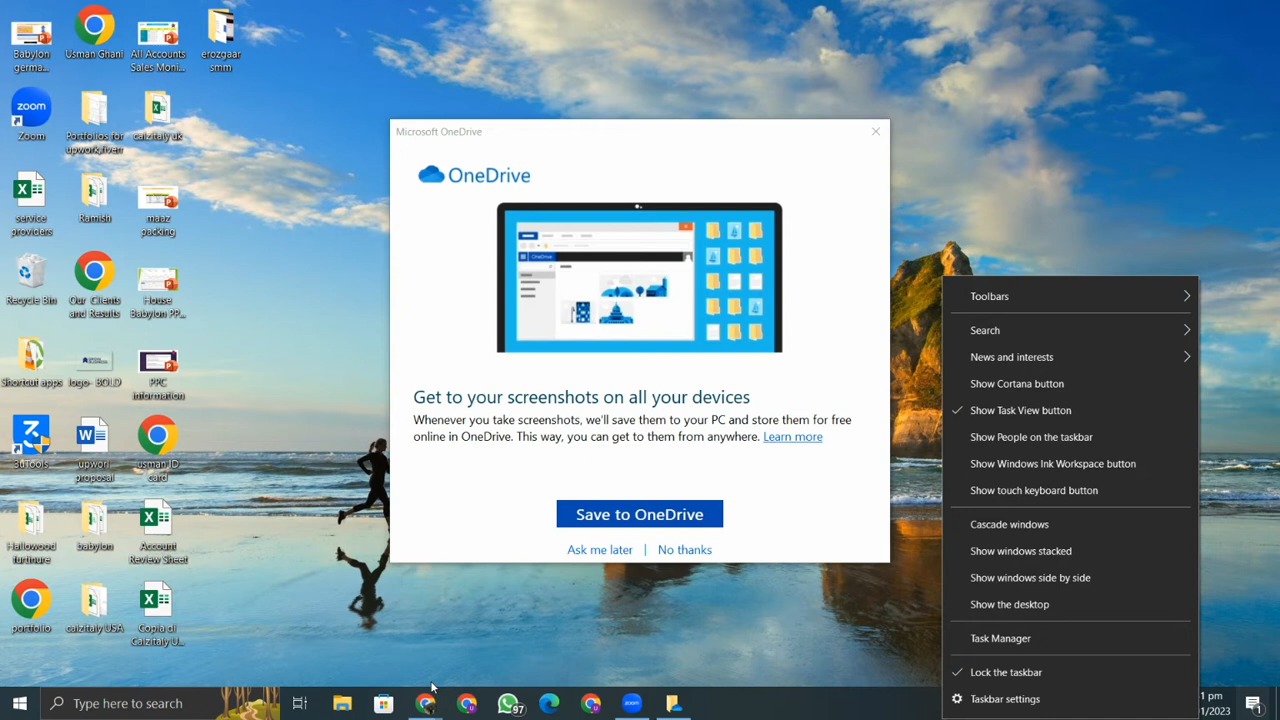 Babylon
germa...
Usman Ghani
All Accounts
Sales Moni...
erozgaar
smm
zoom
Zoom
Portfolios for
upwork,fiverr
calzitaly uk
service
providers
Ramish
maaz
packing
Recycle Bin
Our Clients
and Results
House
Babylon PP...
Shortcut apps
logo- BOLD
PPC
information
3dTools
upworl
proposal
usman ID
card
Hallowood
furtinure
babylon
Account
Review Sheet
portfolio
calzitaly USA
Copia di
Calzitaly U...
Microsoft OneDrive
OneDrive
OneDrive
Get to your screenshots on all your devices
Whenever you take screenshots, we'll save them to your PC and store them for free
online in OneDrive. This way, you can get to them from anywhere. Learn more
Save to OneDrive
Ask me later | No thanks
Toolbars
Search
News and interests
Show Cortana button
Show Task View button
Show People on the taskbar
Show Windows Ink Workspace button
Show touch keyboard button
Cascade windows
Show windows stacked
Show windows side by side
Show the desktop
Task Manager
Lock the taskbar
Taskbar settings
Type here to search
97
zoom
1 pm
1/2023
1